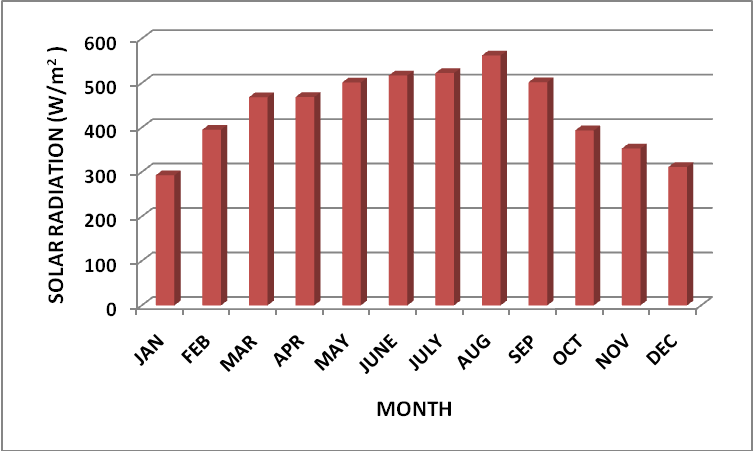 SOLAR RADIATION (W/m²)
600
500
400
300
200
100
0
JAN FEB MAR APR MAY JUNE JULY AUG SEP OCT NOV DEC
MONTH